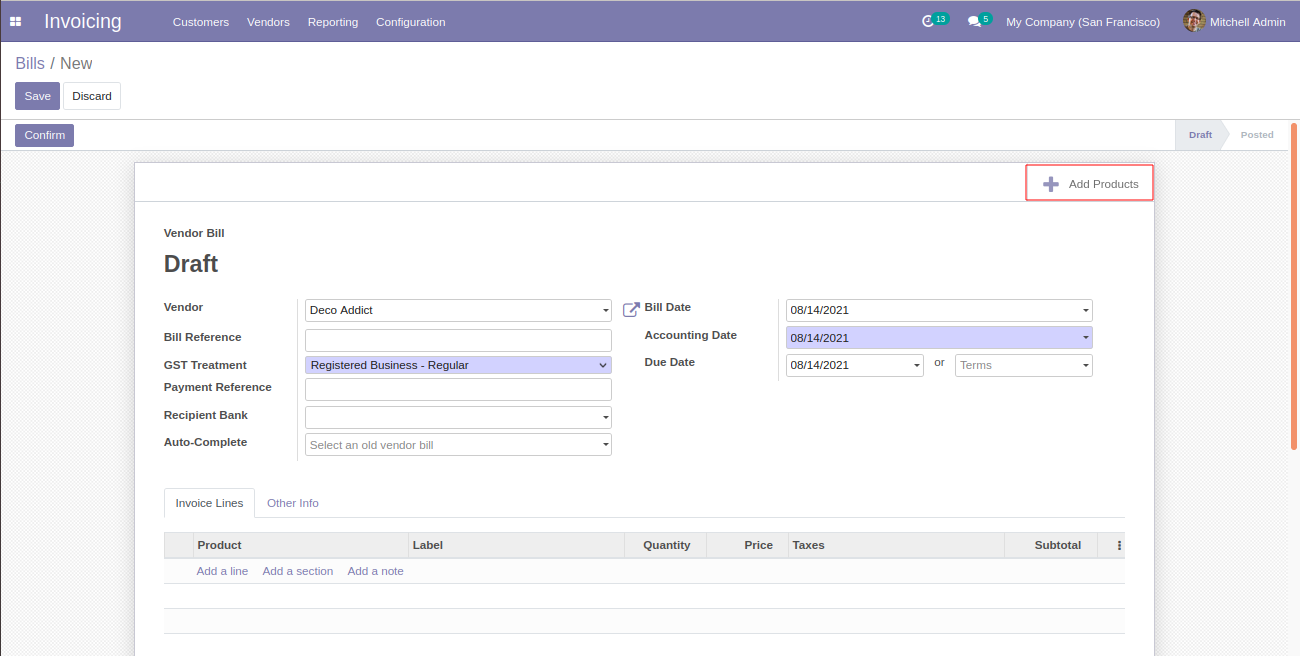 Invoicing Customers Vendors Reporting Configuration 13 5 My Company (San Francisco) Mitchell Admin
Bills / New
Save Discard
Confirm Draft Posted
Add Products
Vendor Bill
Draft
Vendor Deco Addict Bill Date 08/14/2021
Bill Reference Accounting Date 08/14/2021
GST Treatment Registered Business - Regular Due Date 08/14/2021 or Terms
Payment Reference
Recipient Bank
Auto-Complete Select an old vendor bill
Invoice Lines Other Info
Product Label Quantity Price Taxes Subtotal
Add a line Add a section Add a note